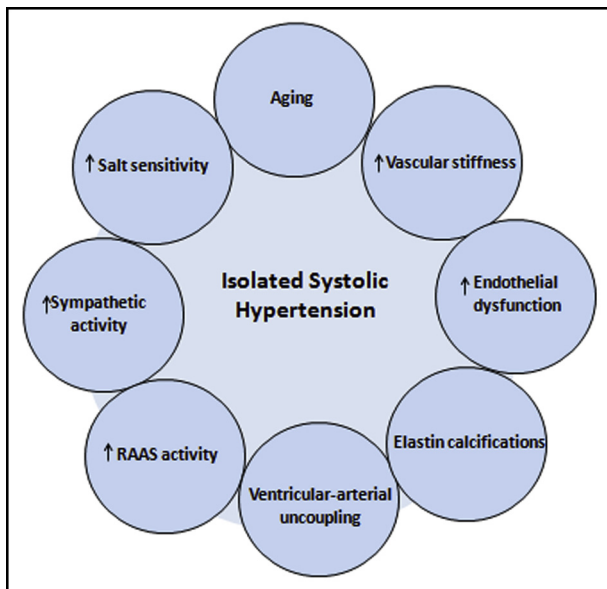 Aging
↑ Vascular stiffness
↑ Endothelial
dysfunction
Elastin calcifications
Ventricular-arterial
uncoupling
↑ RAAS activity
↑Sympathetic
activity
↑ Salt sensitivity
Isolated Systolic
Hypertension